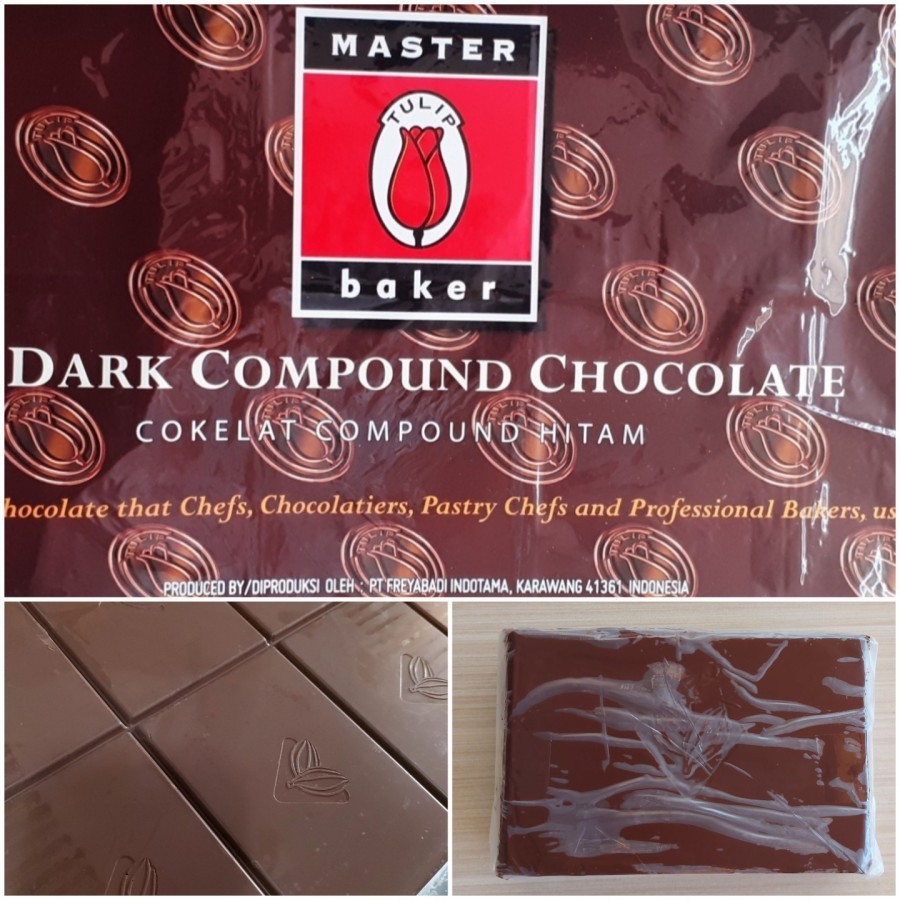 MASTER
TULIP
baker
DARK COMPOUND CHOCOLATE
COKELAT COMPOUND HITAM
hocolate that Chefs, Chocolatiers, Pastry Chefs and Professional Bakers, us
PRODUCED BY/DIPRODUKSI OLEH : PT FREYABADI INDOTAMA, KARAWANG 41361 INDONESIA